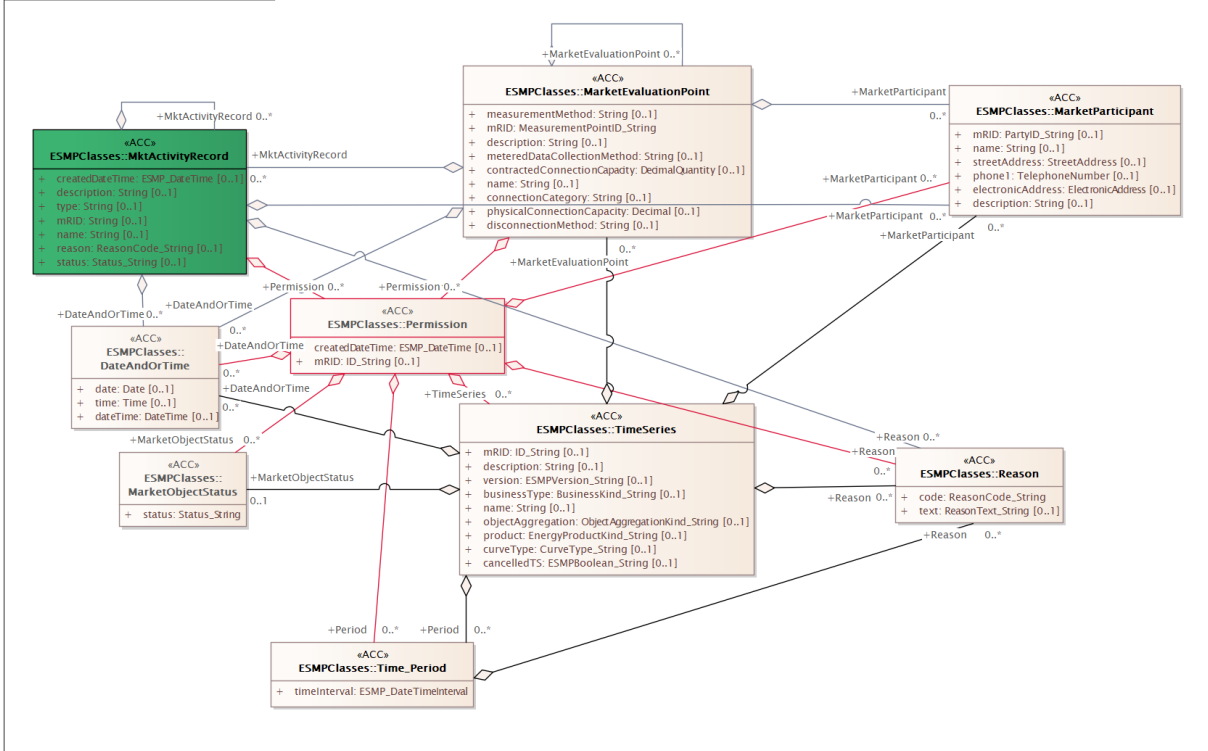 +MarketEvaluationPoint 0..*
«ACC»
ESMPClasses::MarketEvaluationPoint
+ measurementMethod: String [0..1]
+ mRID: MeasurementPointID_String
+ description: String [0..1]
+ meteredDataCollectionMethod: String [0..1]
+ contractedConnectionCapacity: DecimalQuantity [0..1]
+ name: String [0..1]
+ connectionCategory: String [0..1]
+ physicalConnectionCapacity: Decimal [0..1]
+ disconnectionMethod: String [0..1]
+MarketParticipant
0..*
«ACC»
ESMPClasses::MarketParticipant
+ mRID: PartyID_String
+ name: String [0..1]
+ streetAddress: StreetAddress [0..1]
+ phone1: TelephoneNumber [0..1]
+ electronicAddress: ElectronicAddress [0..1]
+ description: String [0..1]
+MktActivityRecord 0..*
«ACC»
ESMPClasses::MktActivityRecord
+ createdDateTime: ESMP_DateTime [0..1]
+ description: String [0..1]
+ type: String [0..1]
+ mRID: String [0..1]
+ name: String [0..1]
+ reason: ReasonCode_String [0..1]
+ status: Status_String [0..1]
+MktActivityRecord
0..*
+MarketParticipant
0..*
+MarketParticipant 0..*
+MarketParticipant
0..*
0..*
+MarketEvaluationPoint
+Permission 0..*
+Permission 0..*
+DateAndOrTime
0..*
+DateAndOrTime 0..*
«ACC»
ESMPClasses::Permission
+ createdDateTime: ESMP_DateTime [0..1]
+ mRID: ID_String [0..1]
«ACC»
ESMPClasses::
DateAndOrTime
+ date: Date [0..1]
+ time: Time [0..1]
+ dateTime: DateTime [0..1]
+DateAndOrTime
0..*
+DateAndOrTime
0..*
+TimeSeries 0..*
«ACC»
ESMPClasses::TimeSeries
+ mRID: ID_String [0..1]
+ description: String [0..1]
+ version: ESMPVersion_String [0..1]
+ businessType: BusinessKind_String [0..1]
+ name: String [0..1]
+ objectAggregation: ObjectAggregationKind_String [0..1]
+ product: EnergyProductKind_String [0..1]
+ curveType: CurveType_String [0..1]
+ cancelledTS: ESMPBoolean_String [0..1]
+MarketObjectStatus 0..*
«ACC»
ESMPClasses::
MarketObjectStatus
+ status: Status_String
+MarketObjectStatus
0..1
+Reason 0..*
+Reason
0..*
«ACC»
ESMPClasses::Reason
+ code: ReasonCode_String
+ text: ReasonText_String [0..1]
+Reason 0..*
+Reason 0..*
+Period 0..*
+Period 0..*
«ACC»
ESMPClasses::Time_Period
+ timeInterval: ESMP_DateTimeInterval